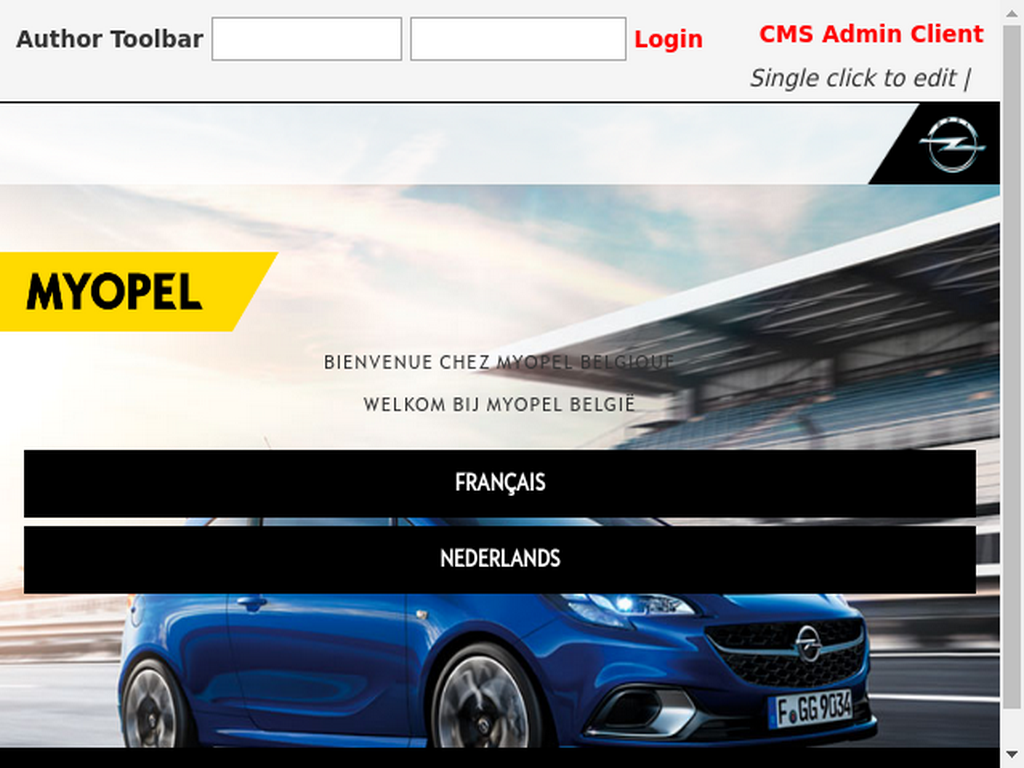 Author Toolbar Login CMS Admin Client
Single click to edit |
OPEL
MYOPEL
BIENVENUE CHEZ MYOPEL BELGIQUE
WELKOM BIJ MYOPEL BELGIË
FRANÇAIS
NEDERLANDS
F GG 9034